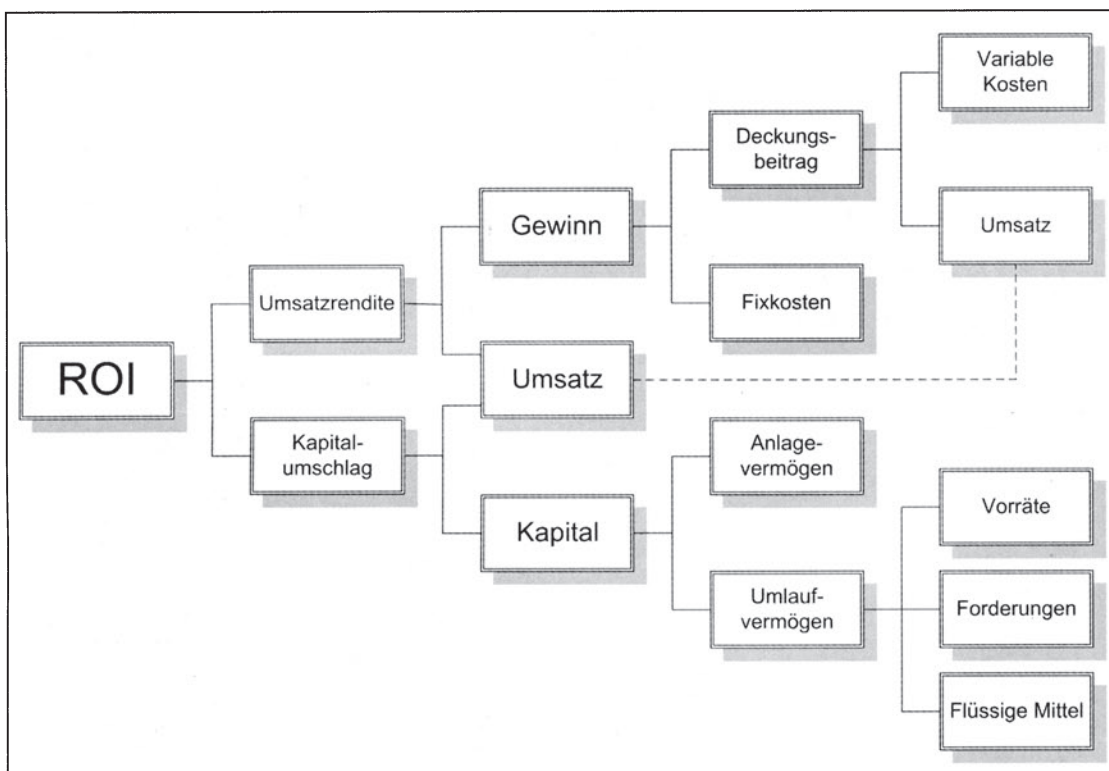 ROI
Umsatzrendite
Kapital-
umschlag
Gewinn
Umsatz
Kapital
Deckungs-
beitrag
Fixkosten
Anlage-
vermögen
Umlauf-
vermögen
Variable
Kosten
Umsatz
Vorräte
Forderungen
Flüssige Mittel